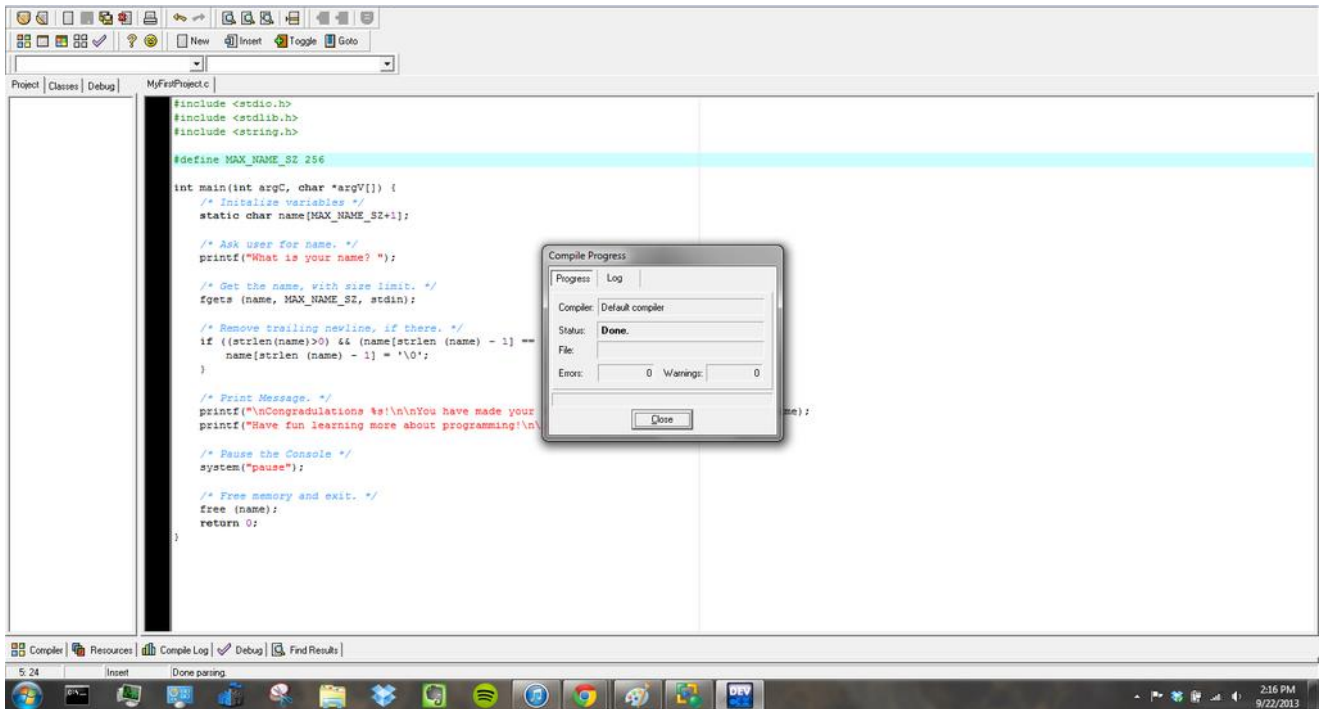 New Insert Toggle Goto
Project Classes Debug MyFirstProject.c
#include <stdio.h>
#include <stdlib.h>
#include <string.h>
#define MAX_NAME_SZ 256
int main(int argC, char *argV[]) {
/* Initalize variables */
static char name[MAX_NAME_SZ+1];
/* Ask user for name. */
printf("What is your name? ");
/* Get the name, with size limit. */
fgets (name, MAX_NAME_SZ, stdin);
/* Remove trailing newline, if there. */
if ((strlen(name)>0) && (name[strlen (name) - 1] ==
name[strlen (name) - 1] = '\0';
}
/* Print Message. */
printf("\nCongradulations %s!\n\nYou have made your me);
printf("Have fun learning more about programming!\n\
/* Pause the Console */
system("pause");
/* Free memory and exit. */
free (name);
return 0;
}
Compile Progress
Progress Log
Compiler: Default compiler
Status: Done.
File:
Errors: 0 Warnings: 0
Close
Compiler Resources Compile Log Debug Find Results
5: 24 Insert Done parsing.
DEV
2:16 PM
9/22/2013